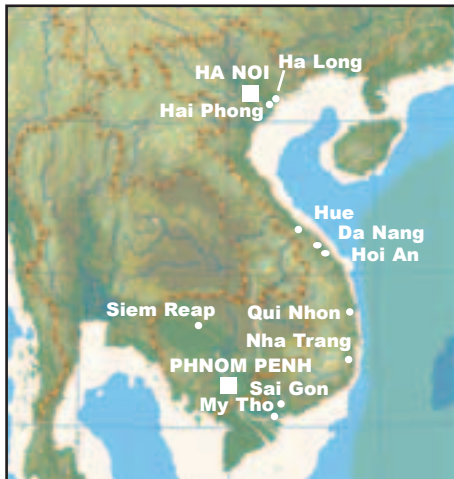 Ha Long
HA NOI
Hai Phong
Hue
Da Nang
Hoi An
Siem Reap
Qui Nhon
Nha Trang
PHNOM PENH
Sai Gon
My Tho